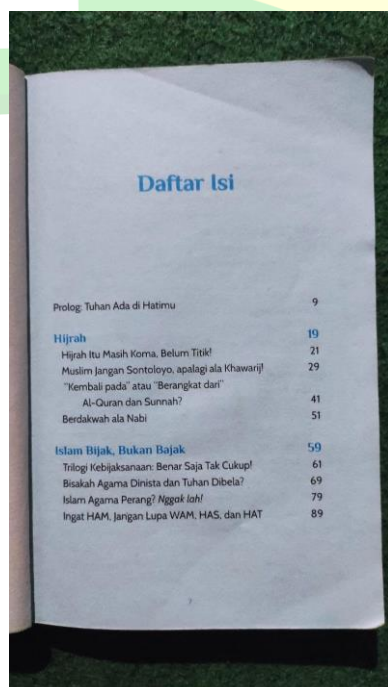 Daftar Isi
Prolog: Tuhan Ada di Hatimu 9
Hijrah 19
Hijrah Itu Masih Koma, Belum Titik! 21
Muslim Jangan Sontoloyo, apalagi ala Khawarij! 29
"Kembali pada" atau "Berangkat dari"
Al-Quran dan Sunnah? 41
Berdakwah ala Nabi 51
Islam Bijak, Bukan Bajak 59
Trilogi Kebijaksanaan: Benar Saja Tak Cukup! 61
Bisakah Agama Dinista dan Tuhan Dibela? 69
Islam Agama Perang? Nggak lah! 79
Ingat HAM, Jangan Lupa WAM, HAS, dan HAT 89